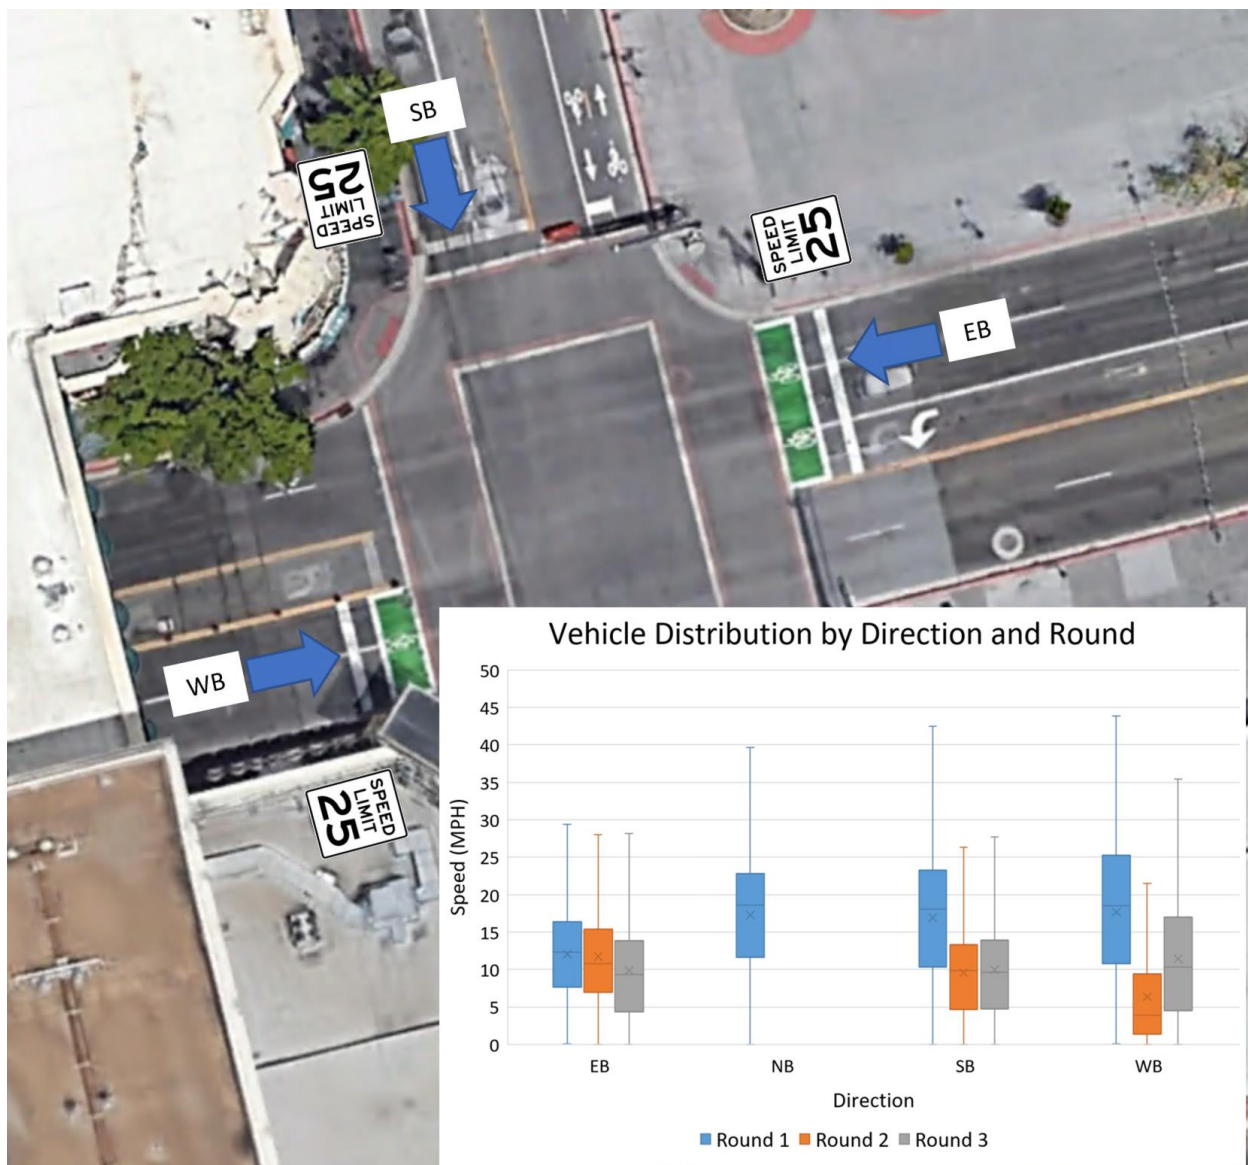 SB
SPEED
LIMIT
25
SPEED
LIMIT
25
EB
WB
SPEED
LIMIT
25
Vehicle Distribution by Direction and Round
50
45
40
35
30
25
20
15
10
5
0
Speed (MPH)
EB NB SB WB
Direction
Round 1 Round 2 Round 3